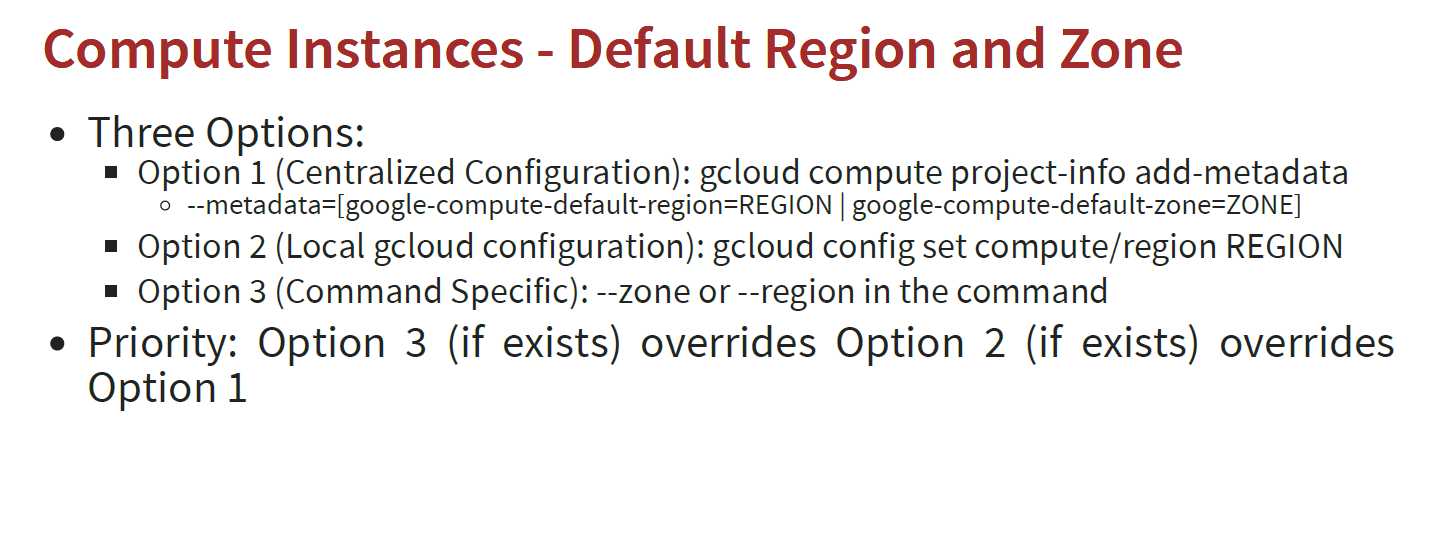 Compute Instances - Default Region and Zone
Three Options:
Option 1 (Centralized Configuration): gcloud compute project-info add-metadata
--metadata=[google-compute-default-region=REGION | google-compute-default-zone=ZONE]
Option 2 (Local gcloud configuration): gcloud config set compute/region REGION
Option 3 (Command Specific): --zone or --region in the command
Priority: Option 3 (if exists) overrides Option 2 (if exists) overrides
Option 1